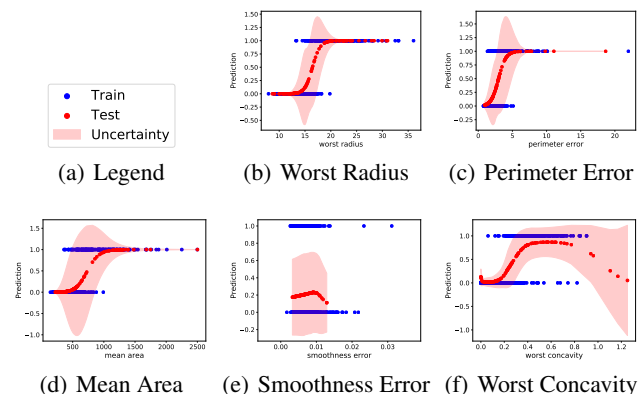 Train
Test
Uncertainty
(a) Legend
1.50
1.25
1.00
0.75
0.50
0.25
0.00
−0.25
Prediction
10 15 20 25 30 35
worst radius
(b) Worst Radius
1.50
1.25
1.00
0.75
0.50
0.25
0.00
−0.25
Prediction
0 5 10 15 20
perimeter error
(c) Perimeter Error
1.5
1.0
0.5
0.0
−0.5
−1.0
Prediction
500 1000 1500 2000 2500
mean area
(d) Mean Area
1.0
0.8
0.6
0.4
0.2
0.0
−0.2
Prediction
0.00 0.01 0.02 0.03
smoothness error
(e) Smoothness Error
1.0
0.5
0.0
−0.5
−1.0
Prediction
0.0 0.2 0.4 0.6 0.8 1.0 1.2
worst concavity
(f) Worst Concavity